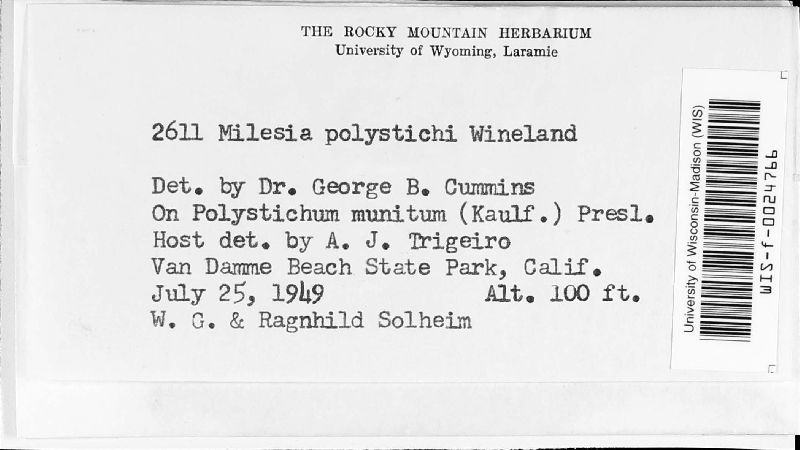 THE ROCKY MOUNTAIN HERBARIUM
University of Wyoming, Laramie
2611 Milesia polystichi Wineland
Det. by Dr. George B. Cummins
On Polystichum munitum (Kaulf.) Presl.
Host det. by A. J. Trigeiro
Van Damme Beach State Park, Calif.
July 25, 1949 Alt. 100 ft.
W. G. & Ragnhild Solheim
University of Wisconsin-Madison (WIS)
WIS-f-0024766